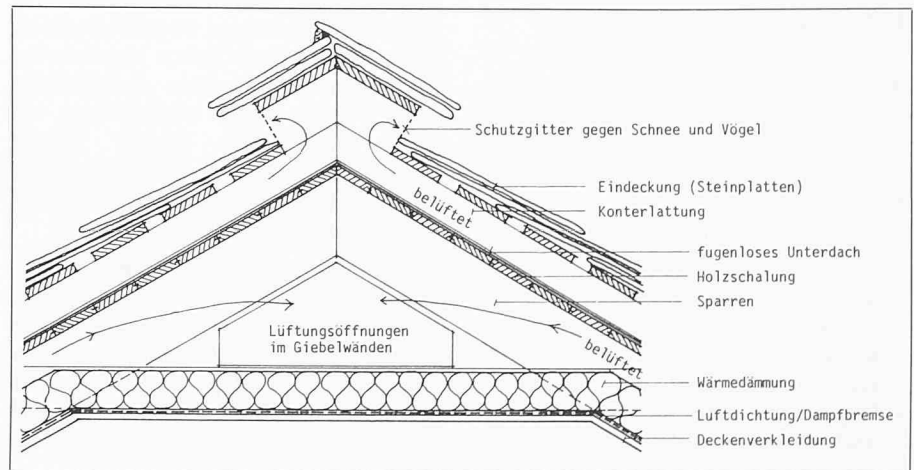 Schutzgitter gegen Schnee und Vögel
Eindeckung (Steinplatten)
belüftet
Konterlattung
fugenloses Unterdach
Holzschalung
Sparren
Lüftungsöffnungen
im Giebelwänden
belüftet
Wärmedämmung
Luftdichtung/Dampfbremse
Deckenverkleidung